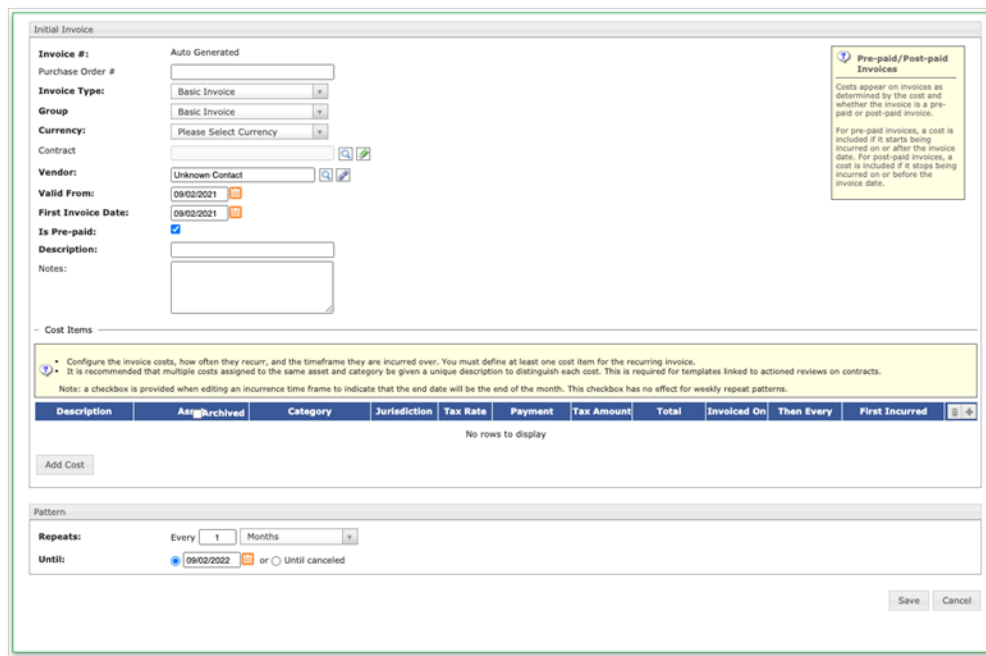 Initial Invoice
Invoice #: Auto Generated
Purchase Order #
Invoice Type: Basic Invoice
Group Basic Invoice
Currency: Please Select Currency
Contract
Vendor: Unknown Contact
Valid From: 09/02/2021
First Invoice Date: 09/02/2021
Is Pre-paid:
Description:
Notes:
Pre-paid/Post-paid
Invoices
Costs appear on invoices as
determined by the cost and
whether the invoice is a pre-
paid or post-paid invoice.
For pre-paid invoices, a cost is
included if it starts being
incurred on or after the invoice
date. For post-paid invoices, a
cost is included if it stops being
incurred on or before the
invoice date.
Cost Items
• Configure the invoice costs, how often they recur, and the timeframe they are incurred over. You must define at least one cost item for the recurring invoice.
• It is recommended that multiple costs assigned to the same asset and category be given a unique description to distinguish each cost. This is required for templates linked to actioned reviews on contracts.
Note: a checkbox is provided when editing an incurrence time frame to indicate that the end date will be the end of the month. This checkbox has no effect for weekly repeat patterns.
Description Archived Category Jurisdiction Tax Rate Payment Tax Amount Total Invoiced On Then Every First Incurred
No rows to display
Add Cost
Pattern
Repeats: Every 1 Months
Until: 09/02/2022 or Until canceled
Save Cancel